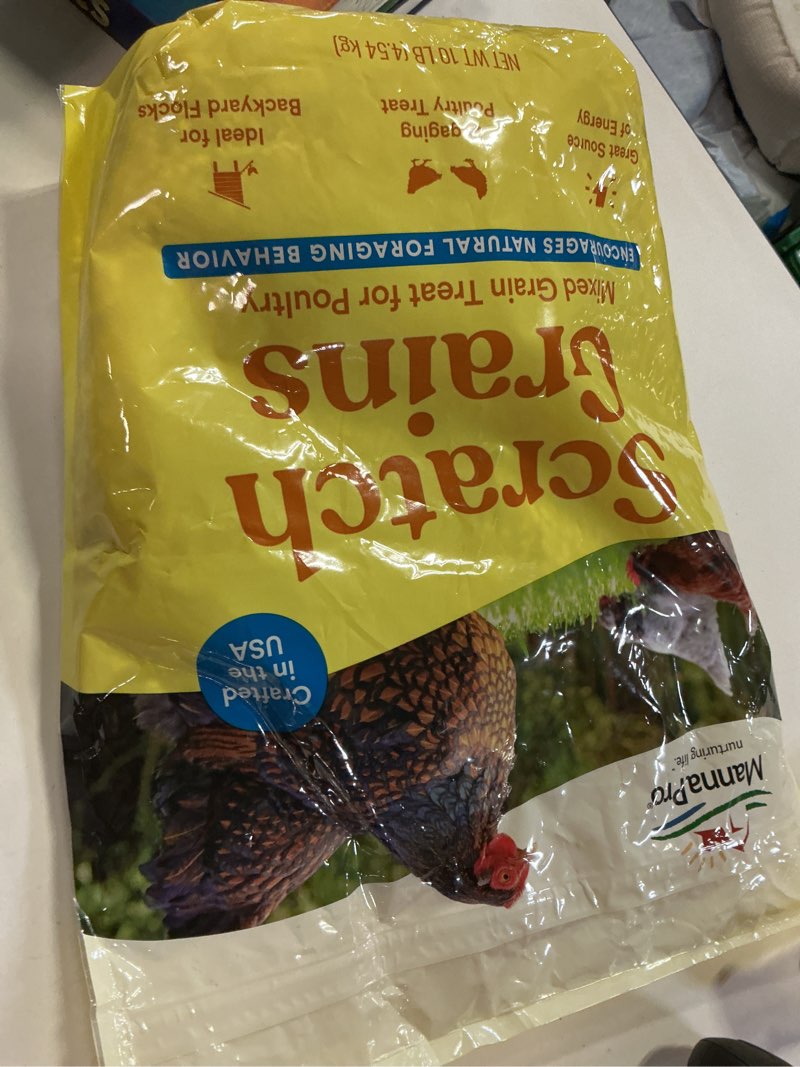 MannaPro
nurturing life.
Crafted
in the
USA
Scratch
Grains
Mixed Grain Treat for Poultry
ENCOURAGES NATURAL FORAGING BEHAVIOR
Great Source
of Energy
Poultry Treat
Ideal for
Backyard Flocks
NET WT 10 LB (4.54 kg)